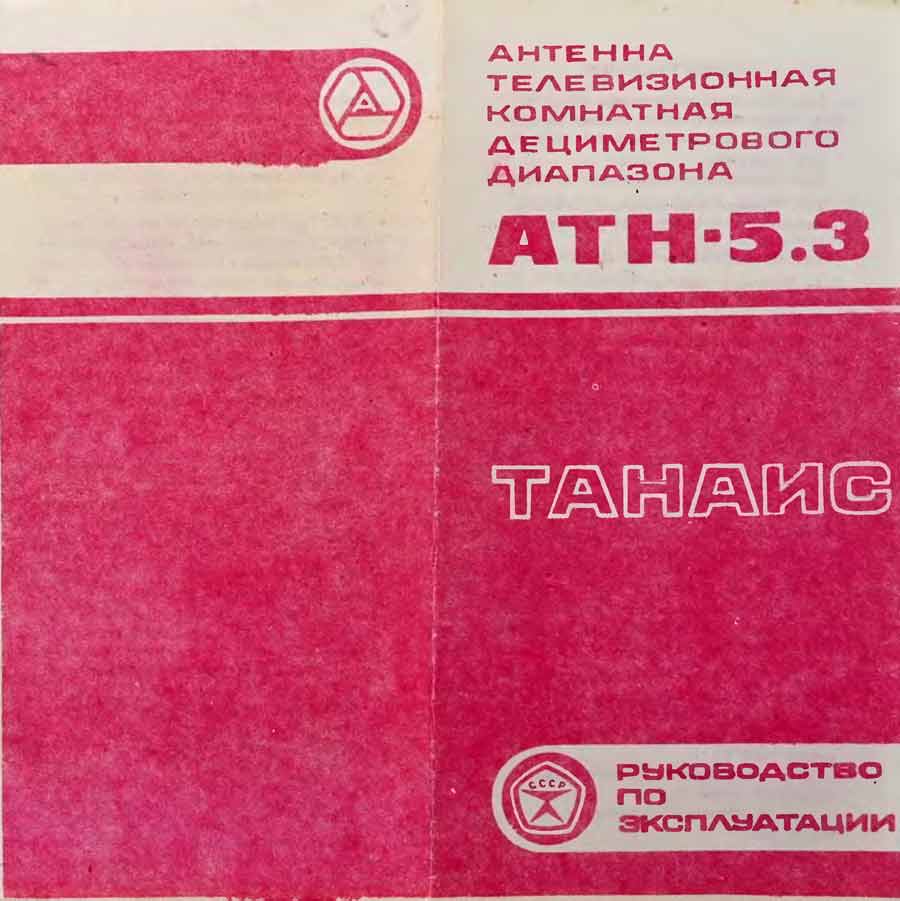 АНТЕННА
ТЕЛЕВИЗИОННАЯ
КОМНАТНАЯ
ДЕЦИМЕТРОВОГО
ДИАПАЗОНА
АТН-5.3
ТАНАИС
СССР
РУКОВОДСТВО
ПО
ЭКСПЛУАТАЦИИ